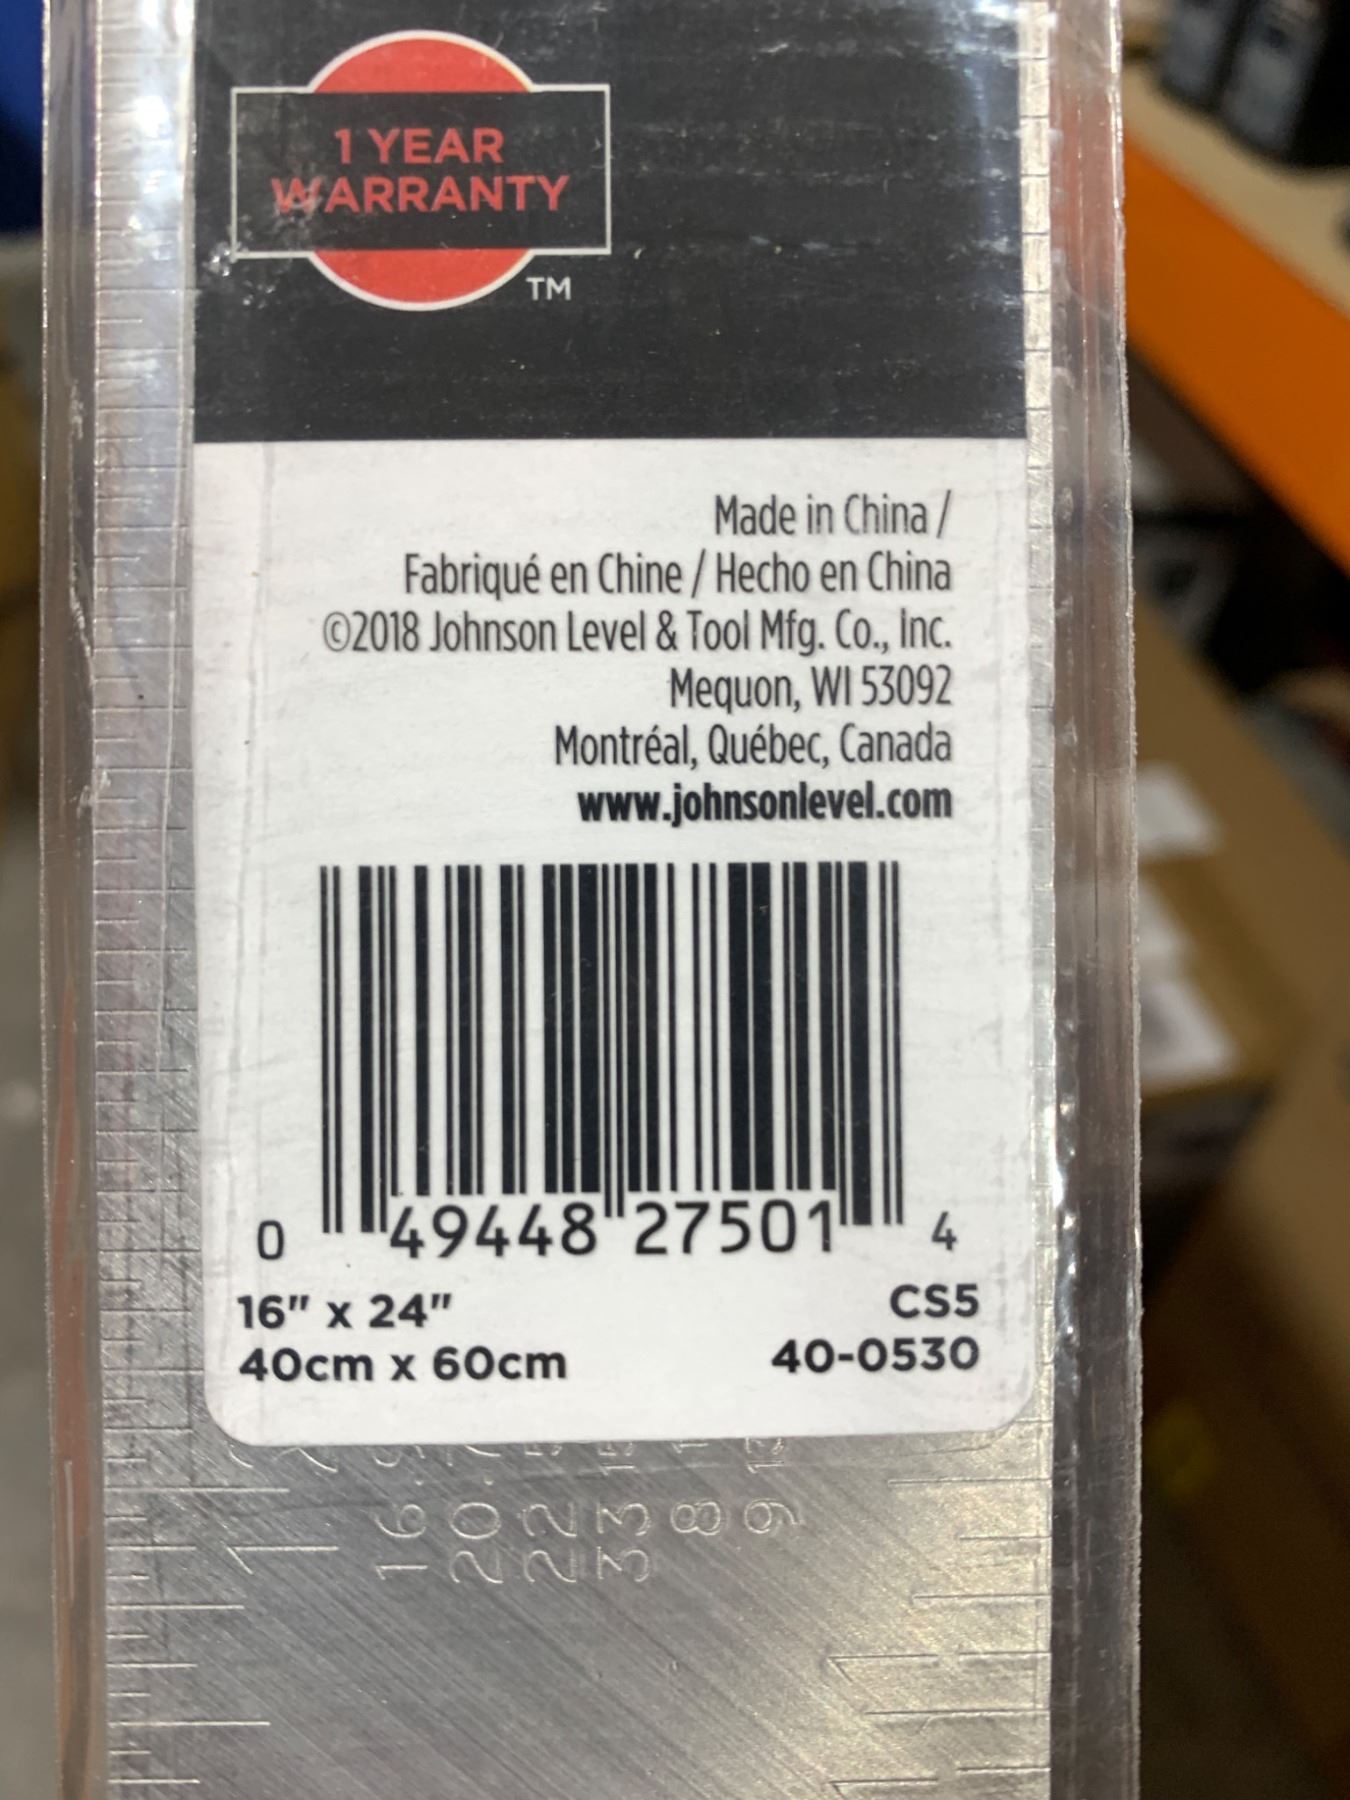 1 YEAR
WARRANTY
TM
Made in China /
Fabriqué en Chine / Hecho en China
©2018 Johnson Level & Tool Mfg. Co., Inc.
Mequon, WI 53092
Montréal, Québec, Canada
www.johnsonlevel.com
0 49448 27501 4
16" x 24"
CS5
40cm x 60cm
40-0530